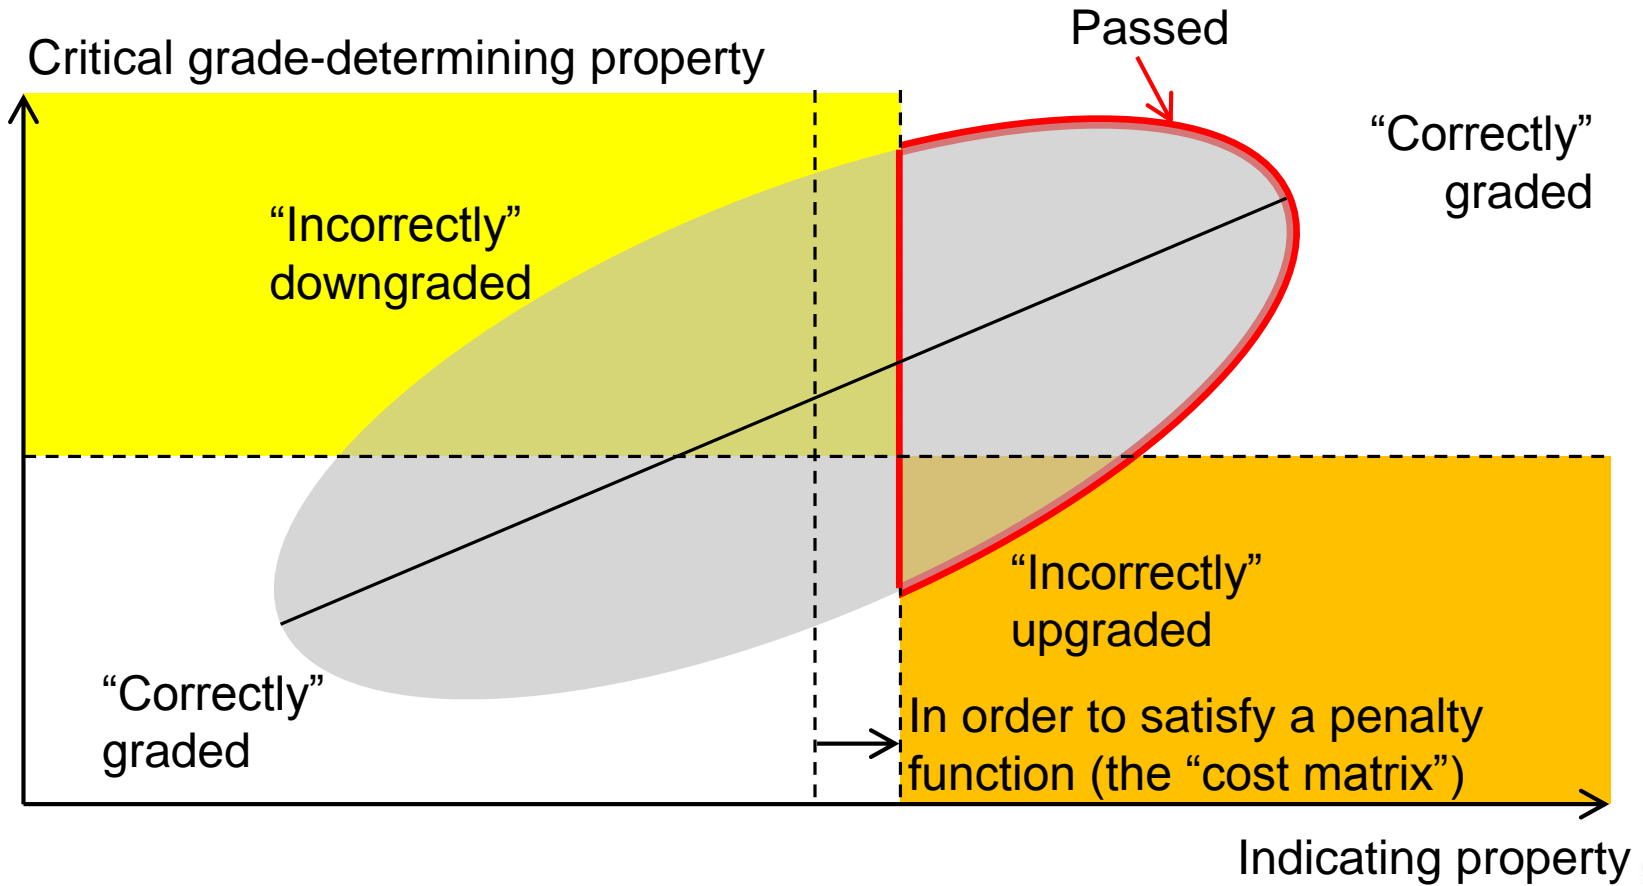 Passed
Critical grade-determining property
“Correctly”
graded
“Incorrectly”
downgraded
“Incorrectly”
upgraded
“Correctly”
graded
In order to satisfy a penalty
function (the “cost matrix”)
Indicating property